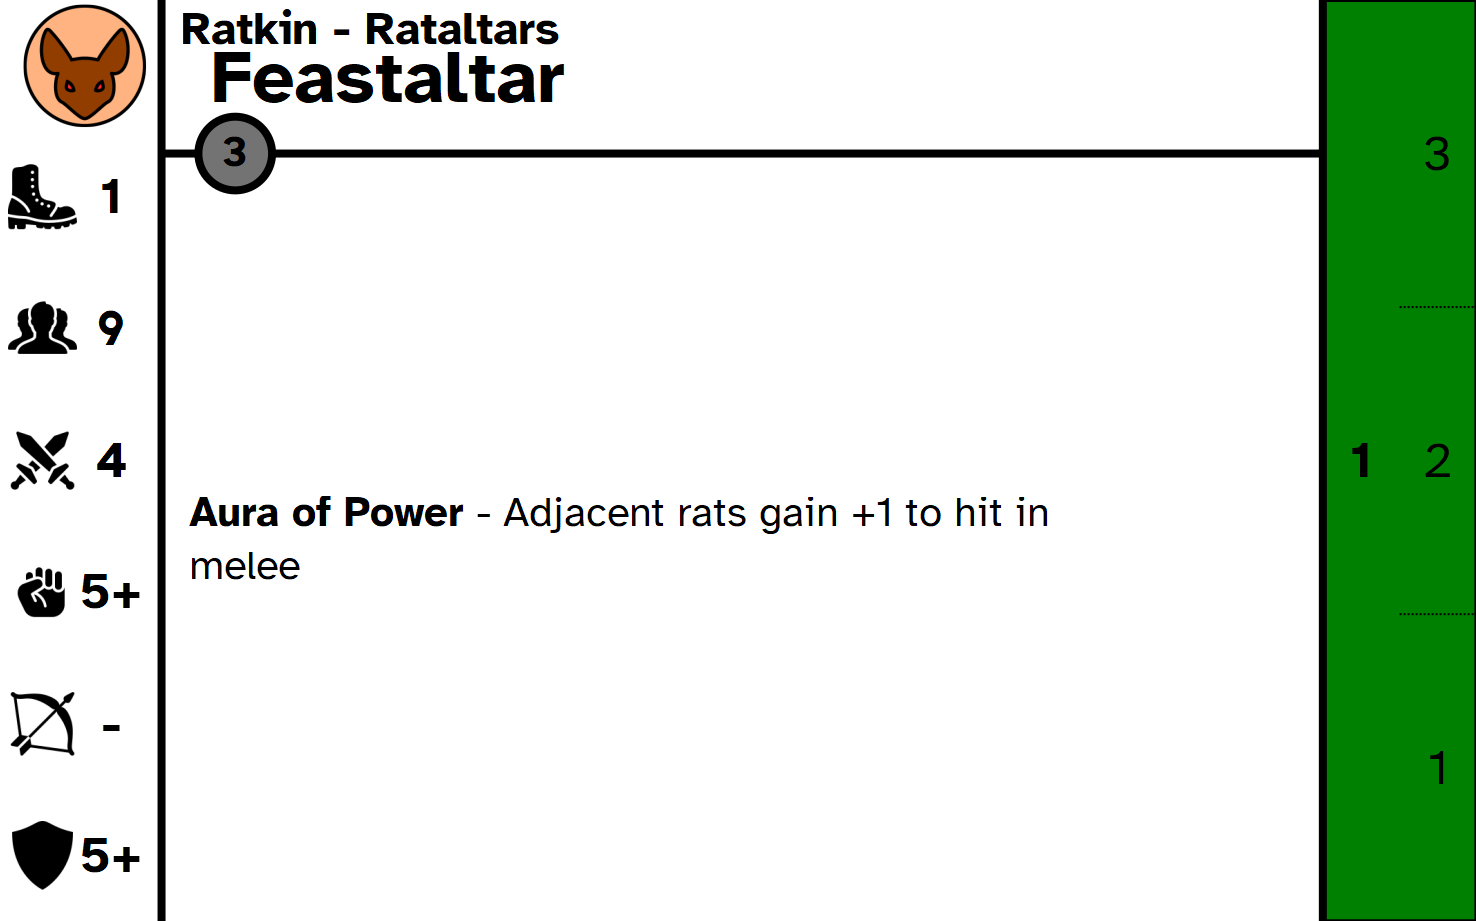 Ratkin - Rataltars
Feastaltar
3
1
9
4
5+
-
5+
Aura of Power - Adjacent rats gain +1 to hit in
melee
3
1 2
1